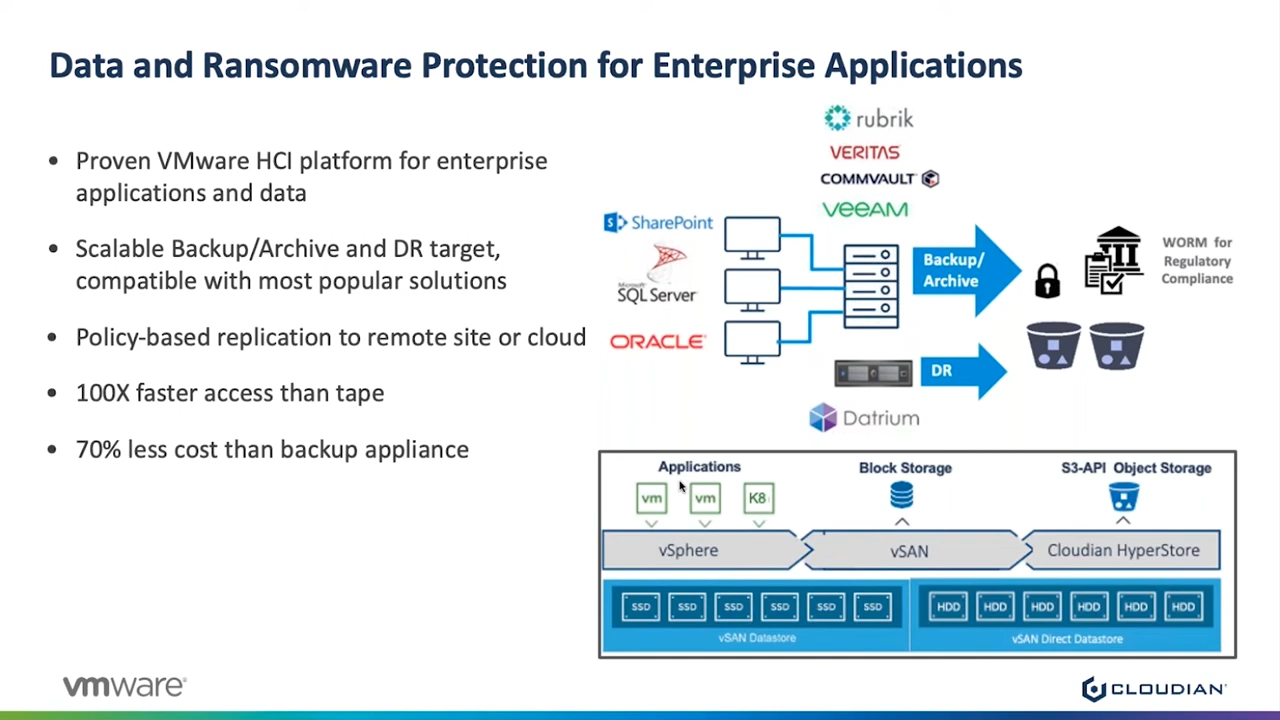 Data and Ransomware Protection for Enterprise Applications
• Proven VMware HCI platform for enterprise
applications and data
• Scalable Backup/Archive and DR target,
compatible with most popular solutions
• Policy-based replication to remote site or cloud
• 100X faster access than tape
• 70% less cost than backup appliance
rubrik
VERITAS
COMMVAULT
veeam
S SharePoint
Microsoft
SQL Server
ORACLE
Backup/
Archive
WORM for
Regulatory
Compliance
DR
Datrium
Applications
vm vm K8
Block Storage
S3-API Object Storage
vSphere
vSAN
Cloudian HyperStore
SSD SSD SSD SSD SSD SSD
HDD HDD HDD HDD HDD HDD
vSAN Datastore
vSAN Direct Datastore
vmware®
CLOUDIAN